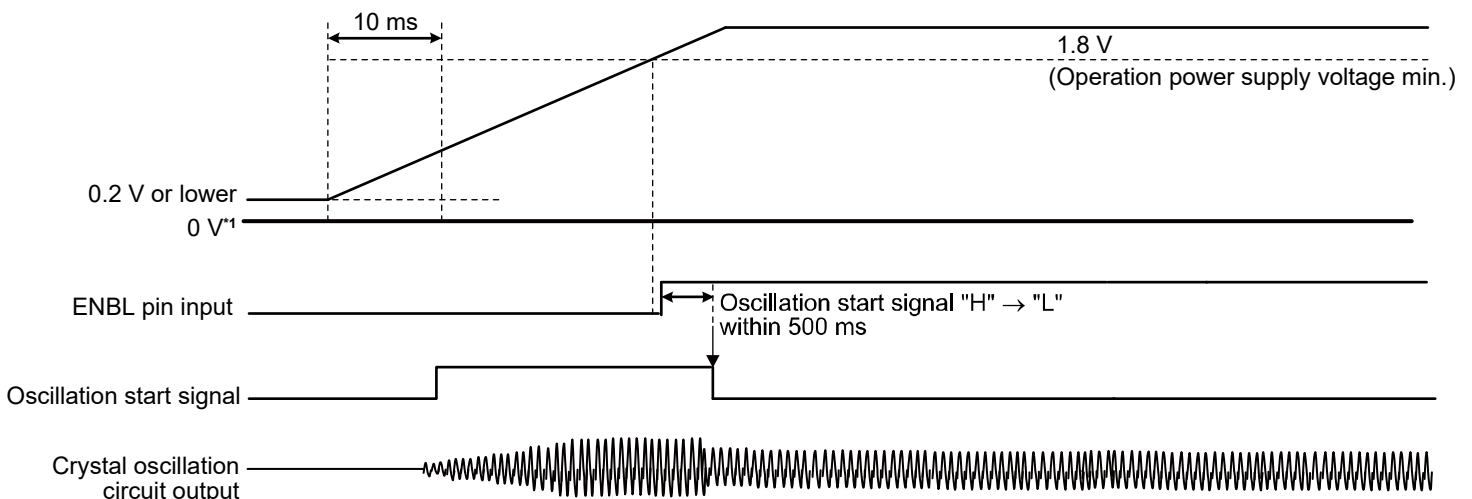 10 ms
1.8 V
(Operation power supply voltage min.)
0.2 V or lower
0 V*1
ENBL pin input
Oscillation start signal "H" → "L"
within 500 ms
Oscillation start signal
Crystal oscillation
circuit output